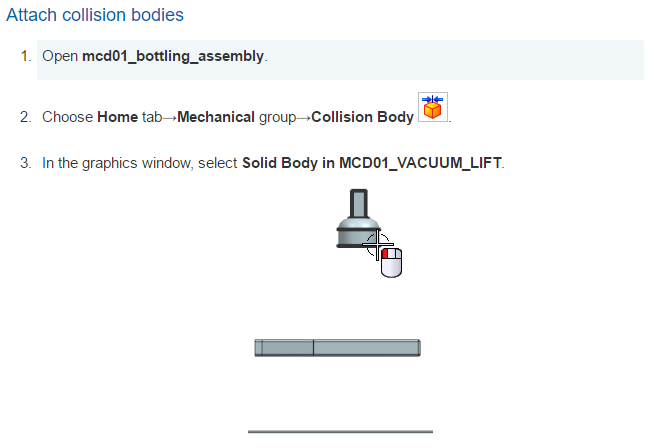 Attach collision bodies
1. Open mcd01_bottling_assembly.
2. Choose Home tab→Mechanical group→Collision Body .
3. In the graphics window, select Solid Body in MCD01_VACUUM_LIFT.